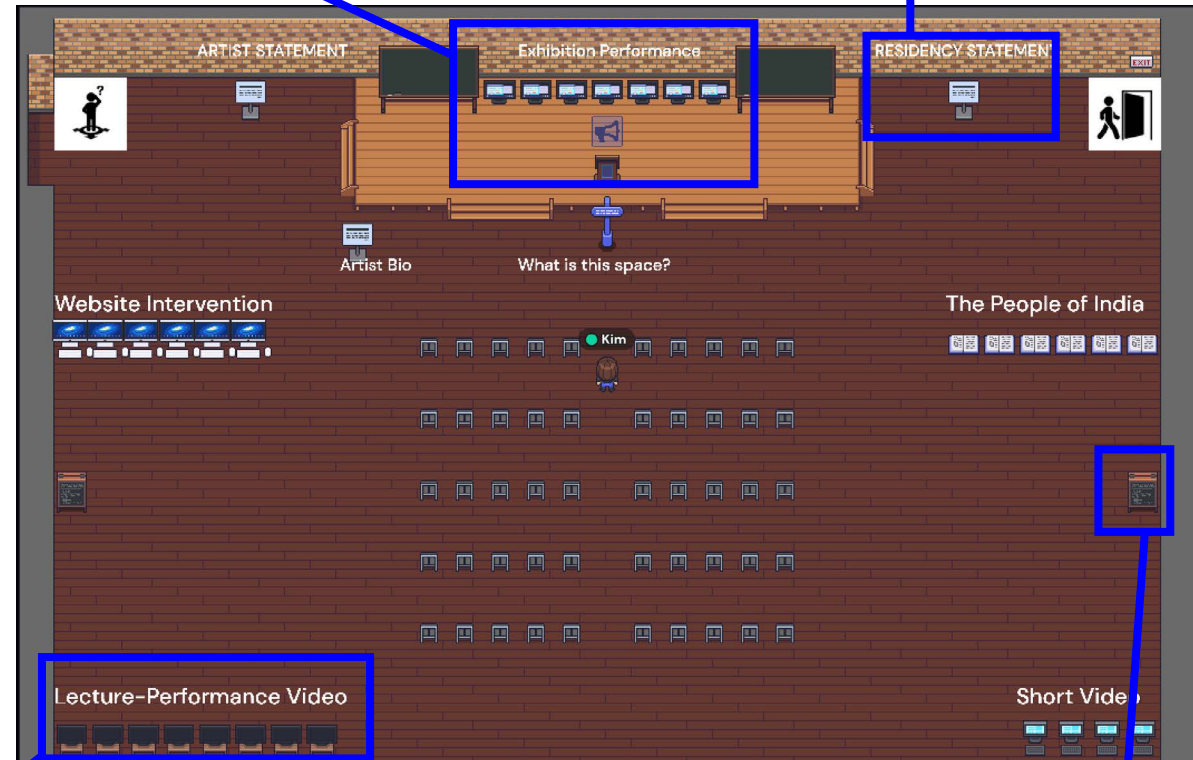 ARTIST STATEMENT
Exhibition Performance
RESIDENCY STATEMEN
EXIT
?
Artist Bio
What is this space?
Website Intervention
The People of India
Kim
Lecture-Performance Video
Short Video